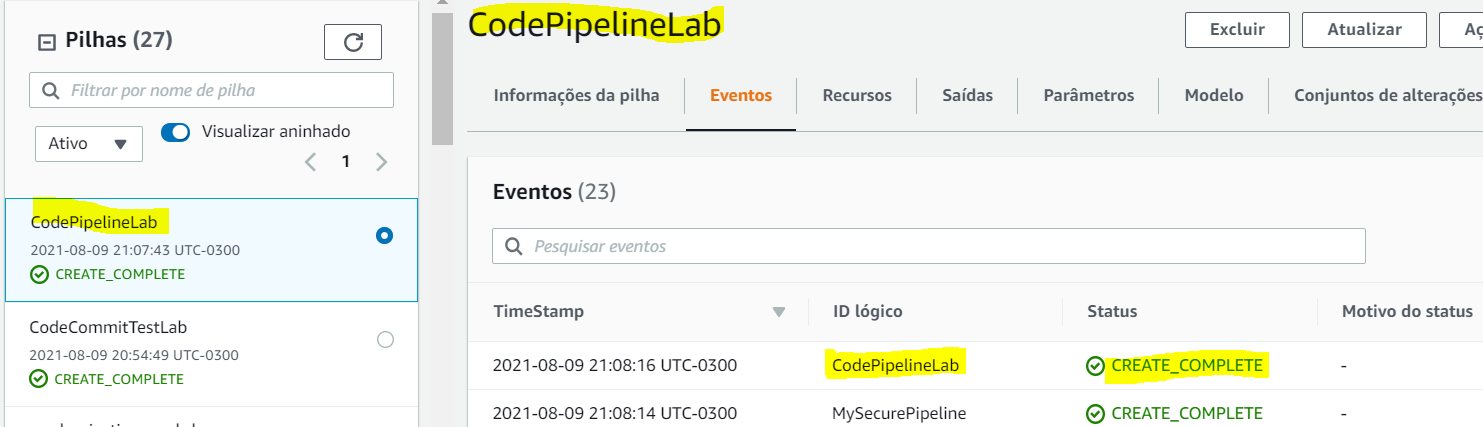 Pilhas (27)
Filtrar por nome de pilha
Ativo
Visualizar aninhado
1
CodePipelineLab
2021-08-09 21:07:43 UTC-0300
CREATE_COMPLETE
CodeCommitTestLab
2021-08-09 20:54:49 UTC-0300
CREATE_COMPLETE
CodePipelineLab
Excluir
Atualizar
Aç
Informações da pilha
Eventos
Recursos
Saídas
Parâmetros
Modelo
Conjuntos de alterações
Eventos (23)
Pesquisar eventos
TimeStamp ID lógico Status Motivo do status
2021-08-09 21:08:16 UTC-0300 CodePipelineLab CREATE_COMPLETE -
2021-08-09 21:08:14 UTC-0300 MySecurePipeline CREATE_COMPLETE -